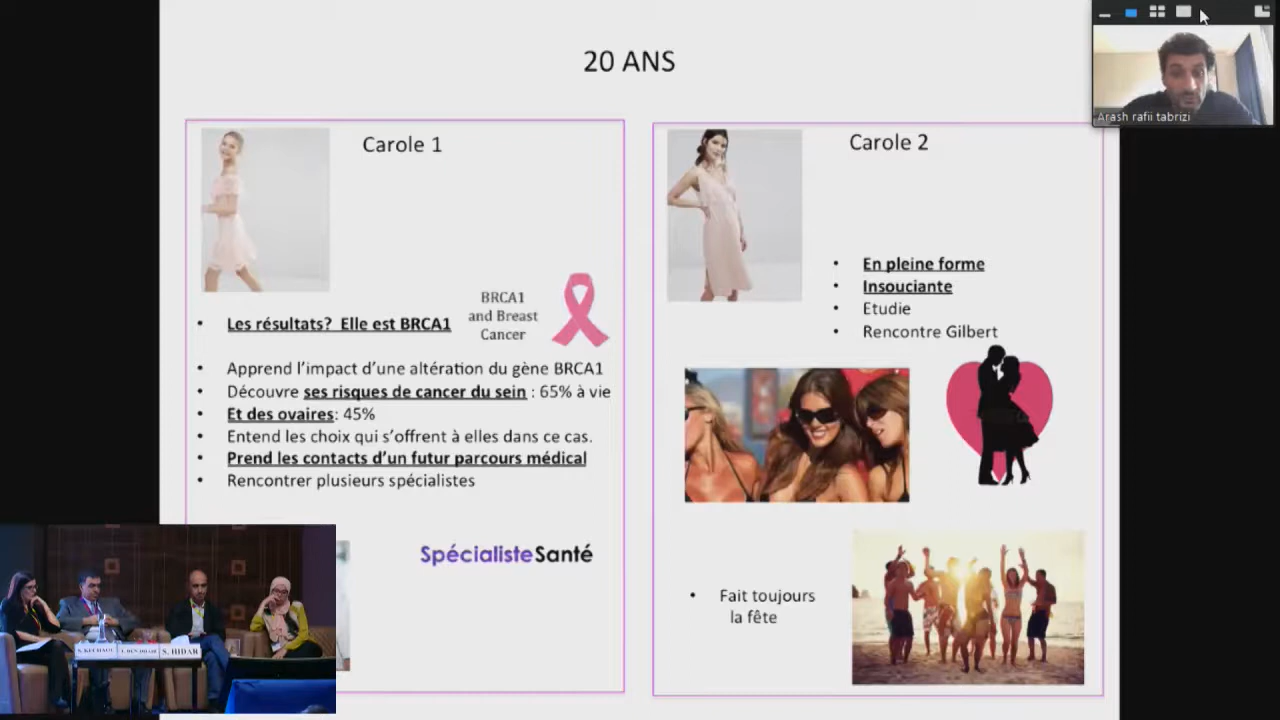 20 ANS
Arash rafii tabrizi
Carole 1
BRCA1
and Breast
Cancer
• Les résultats? Elle est BRCA1
• Apprend l'impact d'une altération du gène BRCA1
• Découvre ses risques de cancer du sein : 65% à vie
• Et des ovaires: 45%
• Entend les choix qui s'offrent à elles dans ce cas.
• Prend les contacts d'un futur parcours médical
• Rencontrer plusieurs spécialistes
SpécialisteSanté
Carole 2
• En pleine forme
• Insouciante
• Etudie
• Rencontre Gilbert
• Fait toujours
la fête
S. HIDAR